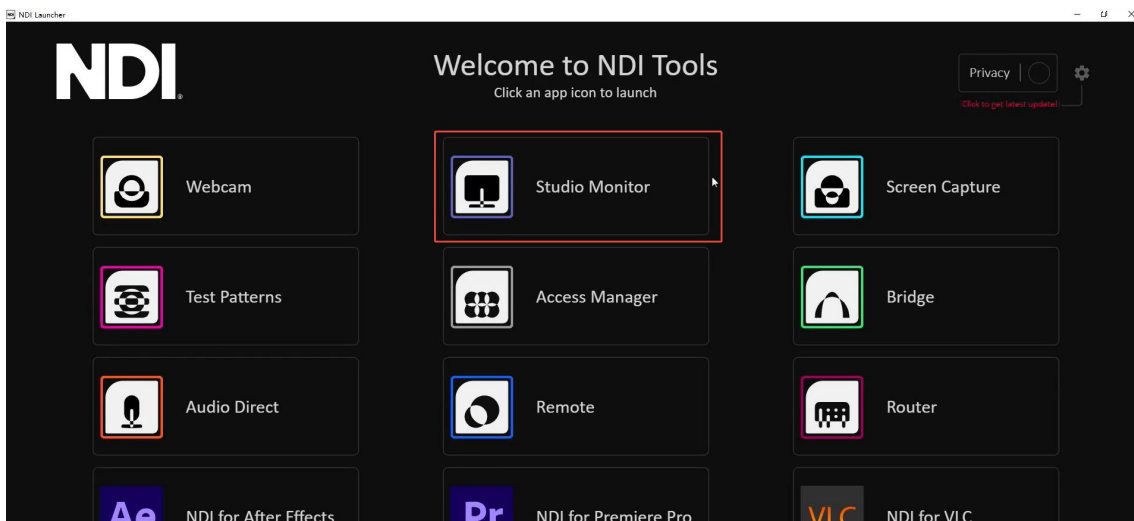 NDI Launcher
NDI
Welcome to NDI Tools
Click an app icon to launch
Privacy
Click to get latest update!
Webcam
Studio Monitor
Screen Capture
Test Patterns
Access Manager
Bridge
Audio Direct
Remote
Router
Ae
NDI for After Effects
Pr
NDI for Premiere Pro
VLC
NDI for VLC